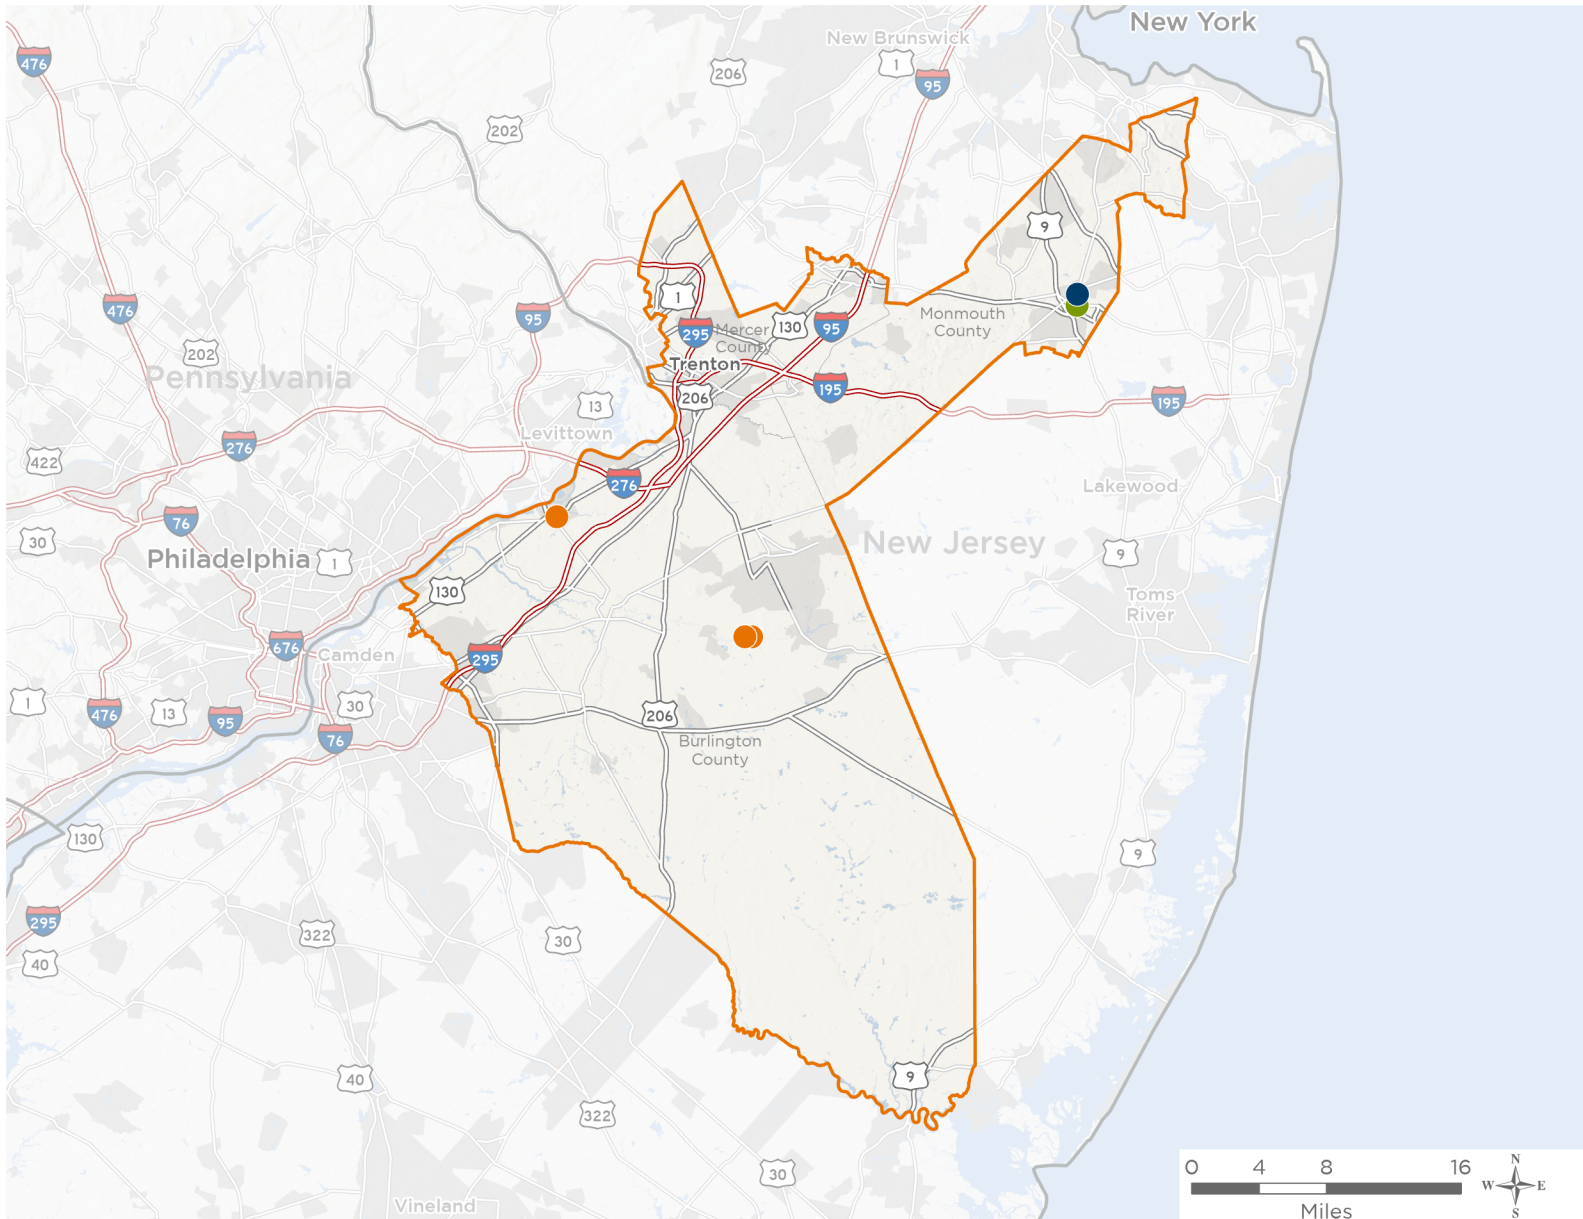 New York
New Brunswick
1
476
206
95
202
9
1
476
95
295
Mercer
County
130
95
Monmouth
County
202
Pennsylvania
Trenton
195
195
13
206
Levittown
276
422
276
Lakewood
76
30
Philadelphia
1
New Jersey
9
130
Toms
River
676
Camden
295
1
476
13
95
30
76
206
Burlington
County
130
9
295
322
30
40
9
40
322
30
Vineland
0 4 8 16
Miles
N
W E
S